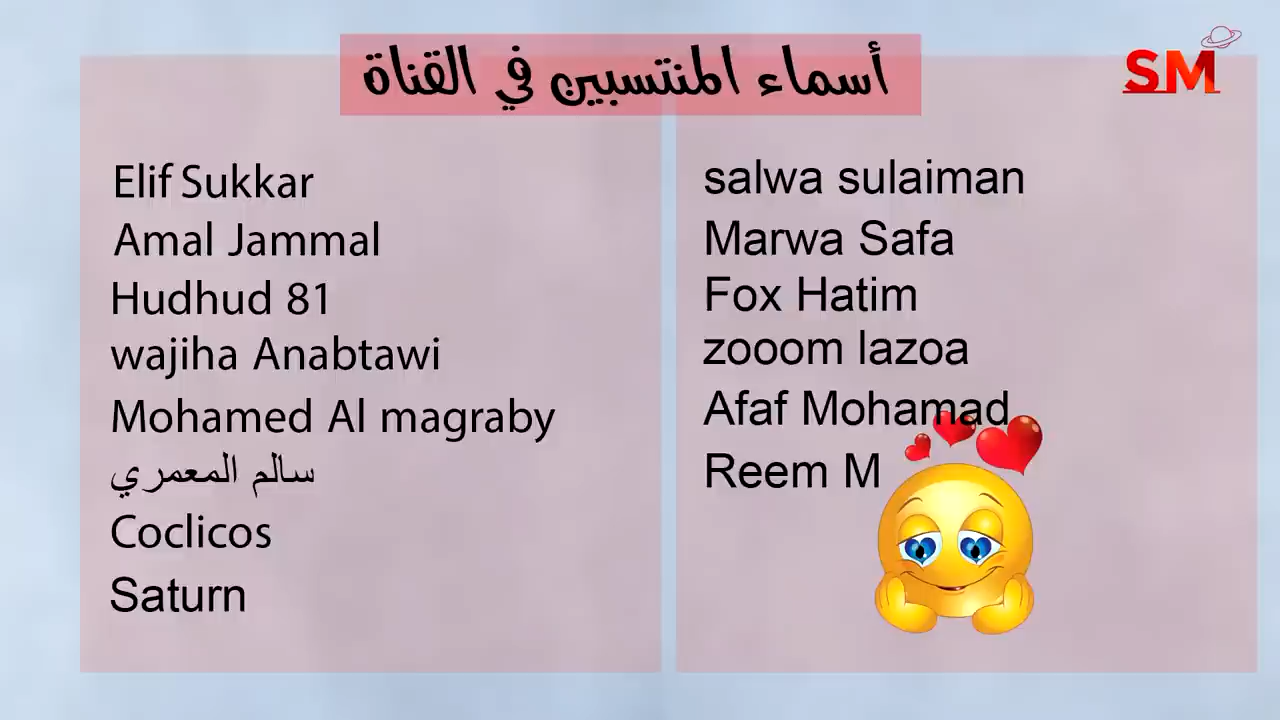 أسماء المنتسبين في القناة
SM
Elif Sukkar
Amal Jammal
Hudhud 81
wajiha Anabtawi
Mohamed Al magraby
سالم المعمري
Coclicos
Saturn
salwa sulaiman
Marwa Safa
Fox Hatim
zooom lazoa
Afaf Mohamad
Reem M